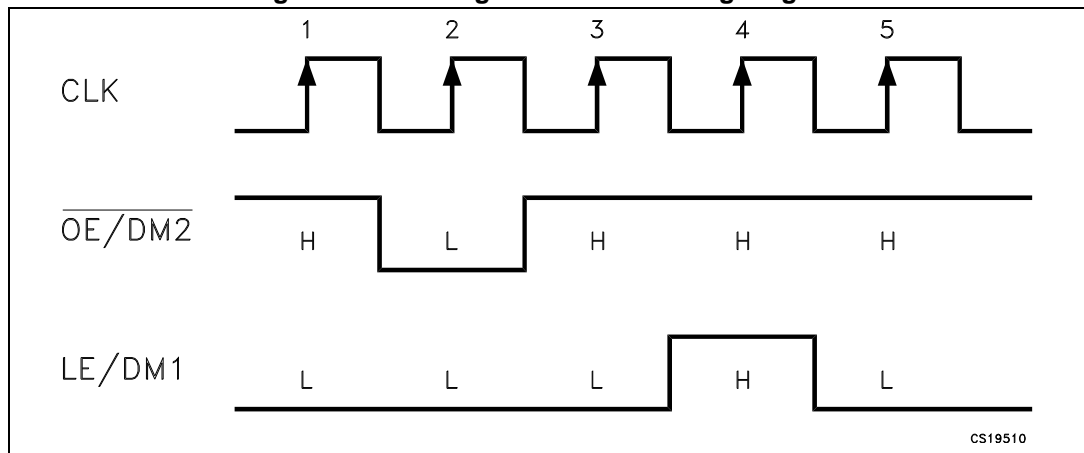 1 2 3 4 5
CLK
OE/DM2
H L H H H
LE/DM1
L L L H L
CS19510